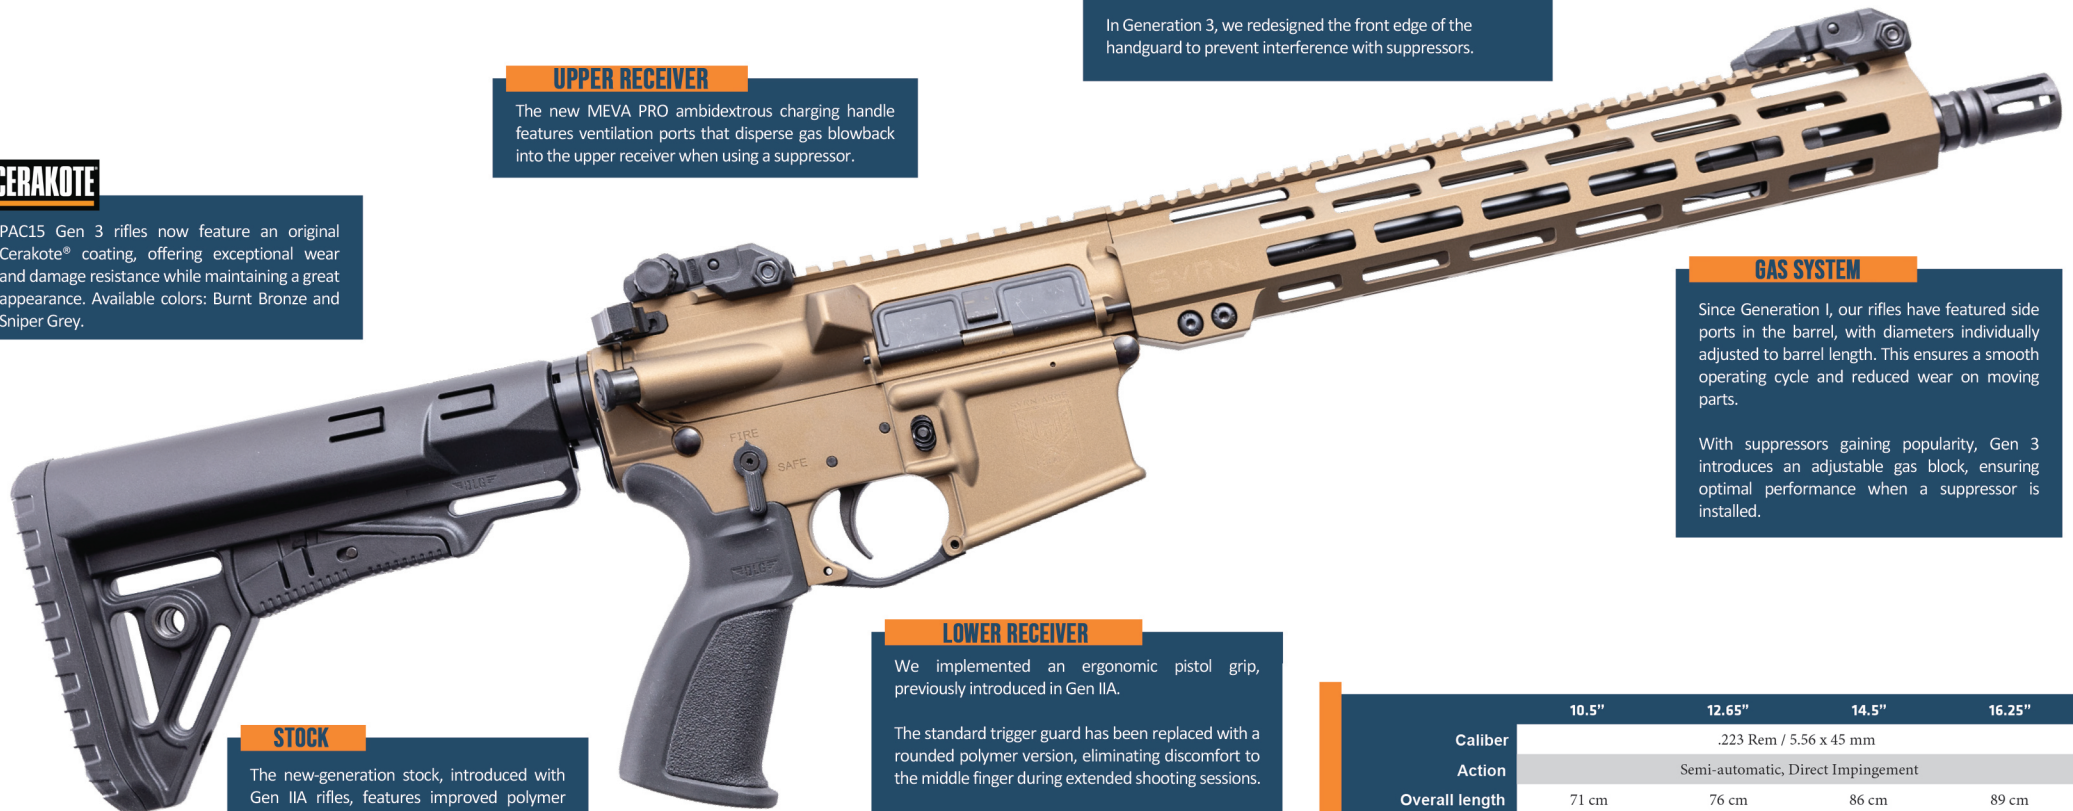 In Generation 3, we redesigned the front edge of the
handguard to prevent interference with suppressors.
UPPER RECEIVER
The new MEVA PRO ambidextrous charging handle
features ventilation ports that disperse gas blowback
into the upper receiver when using a suppressor.
CERAKOTE
PAC15 Gen 3 rifles now feature an original
Cerakote® coating, offering exceptional wear
and damage resistance while maintaining a great
appearance. Available colors: Burnt Bronze and
Sniper Grey.
GAS SYSTEM
Since Generation I, our rifles have featured side
ports in the barrel, with diameters individually
adjusted to barrel length. This ensures a smooth
operating cycle and reduced wear on moving
parts.
With suppressors gaining popularity, Gen 3
introduces an adjustable gas block, ensuring
optimal performance when a suppressor is
installed.
SVRN
FIRE
SAFE
DLG
DLG
LOWER RECEIVER
We implemented an ergonomic pistol grip,
previously introduced in Gen IIA.
The standard trigger guard has been replaced with a
rounded polymer version, eliminating discomfort to
the middle finger during extended shooting sessions.
STOCK
The new-generation stock, introduced with
Gen IIA rifles, features improved polymer
10.5” 12.65” 14.5” 16.25”
Caliber .223 Rem / 5.56 x 45 mm
Action Semi-automatic, Direct Impingement
Overall length 71 cm 76 cm 86 cm 89 cm